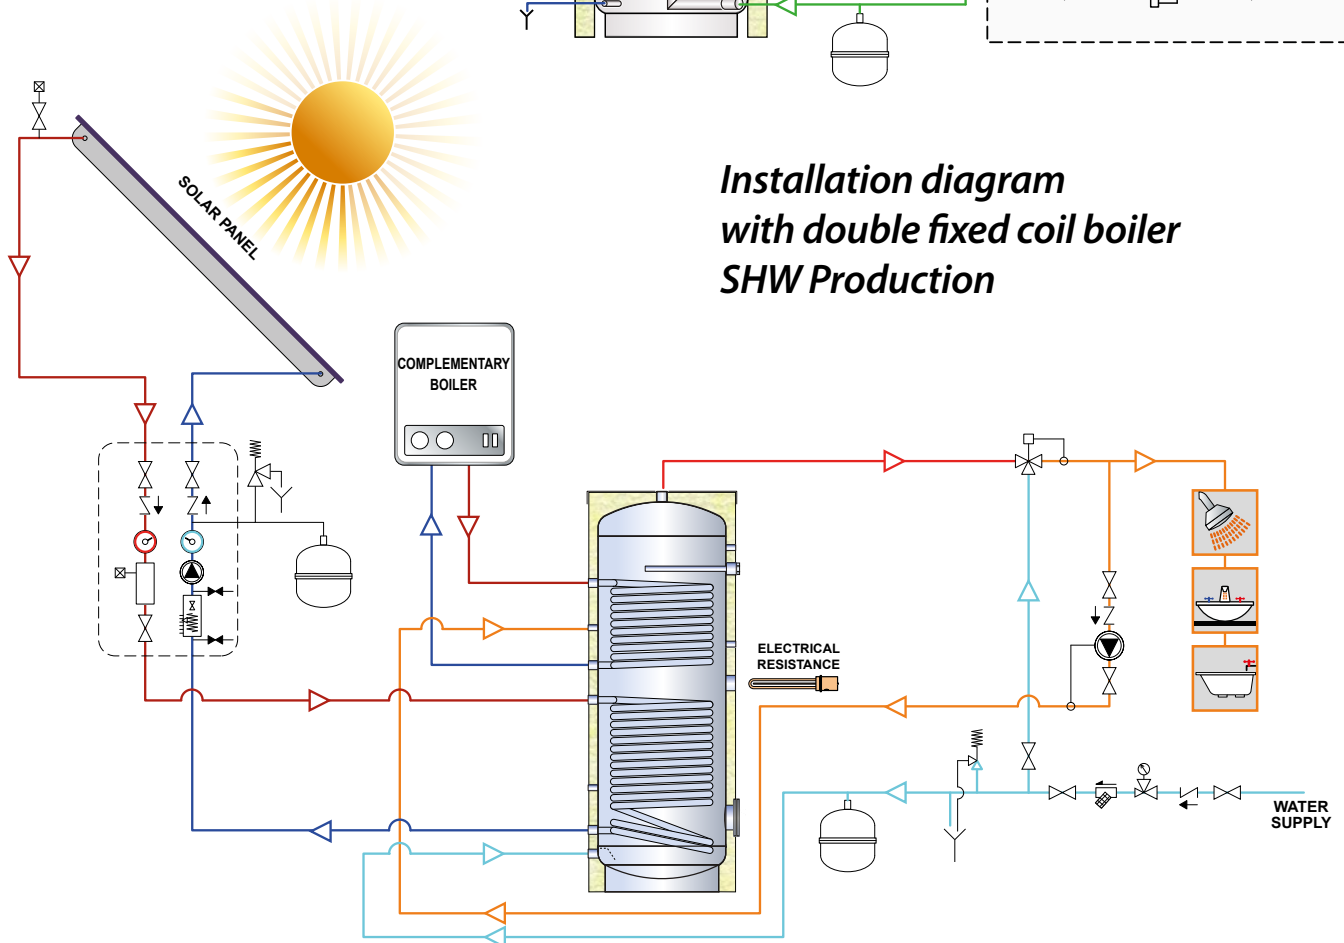 SOLAR PANEL
Installation diagram
with double fixed coil boiler
SHW Production
COMPLEMENTARY
BOILER
ELECTRICAL
RESISTANCE
WATER
SUPPLY